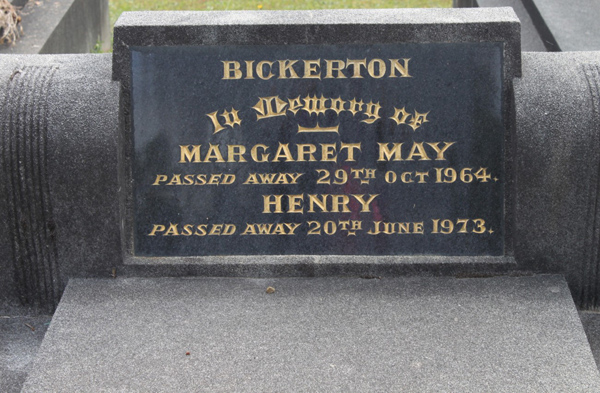 BICKERTON
In Memory of
MARGARET MAY
PASSED AWAY 29TH OCT 1964.
HENRY
PASSED AWAY 20TH JUNE 1973.